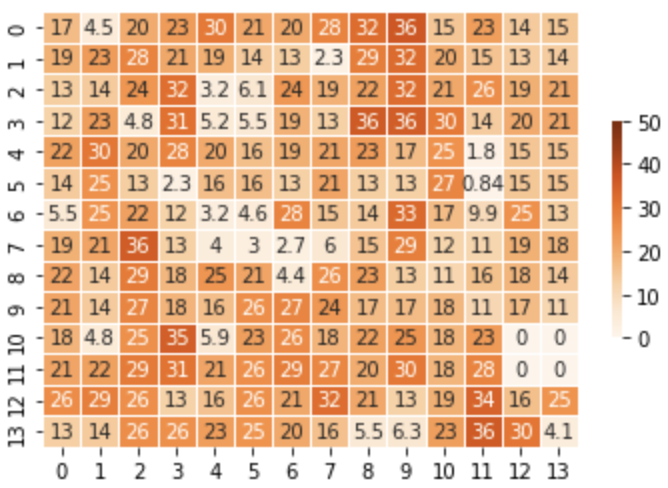 0 17 4.5 20 23 30 21 20 28 32 36 15 23 14 15
1 19 23 28 21 19 14 13 2.3 29 32 20 15 13 14
2 13 14 24 32 3.2 6.1 24 19 22 32 21 26 19 21
3 12 23 4.8 31 5.2 5.5 19 13 36 36 30 14 20 21
4 22 30 20 28 20 16 19 21 23 17 25 1.8 15 15
5 14 25 13 2.3 16 16 13 21 13 13 27 0.84 15 15
6 5.5 25 22 12 3.2 4.6 28 15 14 33 17 9.9 25 13
7 19 21 36 13 4 3 2.7 6 15 29 12 11 19 18
8 22 14 29 18 25 21 4.4 26 23 13 11 16 18 14
9 21 14 27 18 16 26 27 24 17 17 18 11 17 11
10 18 4.8 25 35 5.9 23 26 18 22 25 18 23 0 0
11 21 22 29 31 21 26 29 27 20 30 18 28 0 0
12 26 29 26 13 16 26 21 32 21 13 19 34 16 25
13 13 14 26 26 23 25 20 16 5.5 6.3 23 36 30 4.1
0 1 2 3 4 5 6 7 8 9 10 11 12 13
50
40
30
20
10
0